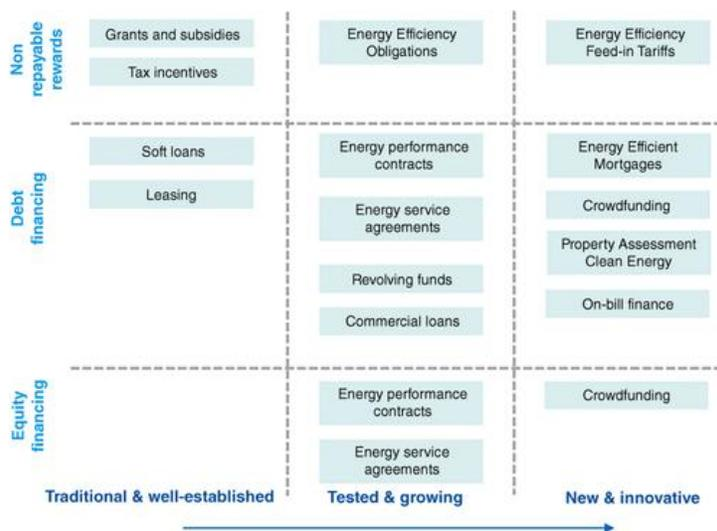 Non
repayable
rewards
Grants and subsidies
Tax incentives
Energy Efficiency
Obligations
Energy Efficiency
Feed-in Tariffs
Debt
financing
Soft loans
Leasing
Energy performance
contracts
Energy service
agreements
Revolving funds
Commercial loans
Energy Efficient
Mortgages
Crowdfunding
Property Assessment
Clean Energy
On-bill finance
Equity
financing
Energy performance
contracts
Energy service
agreements
Crowdfunding
Traditional & well-established
Tested & growing
New & innovative